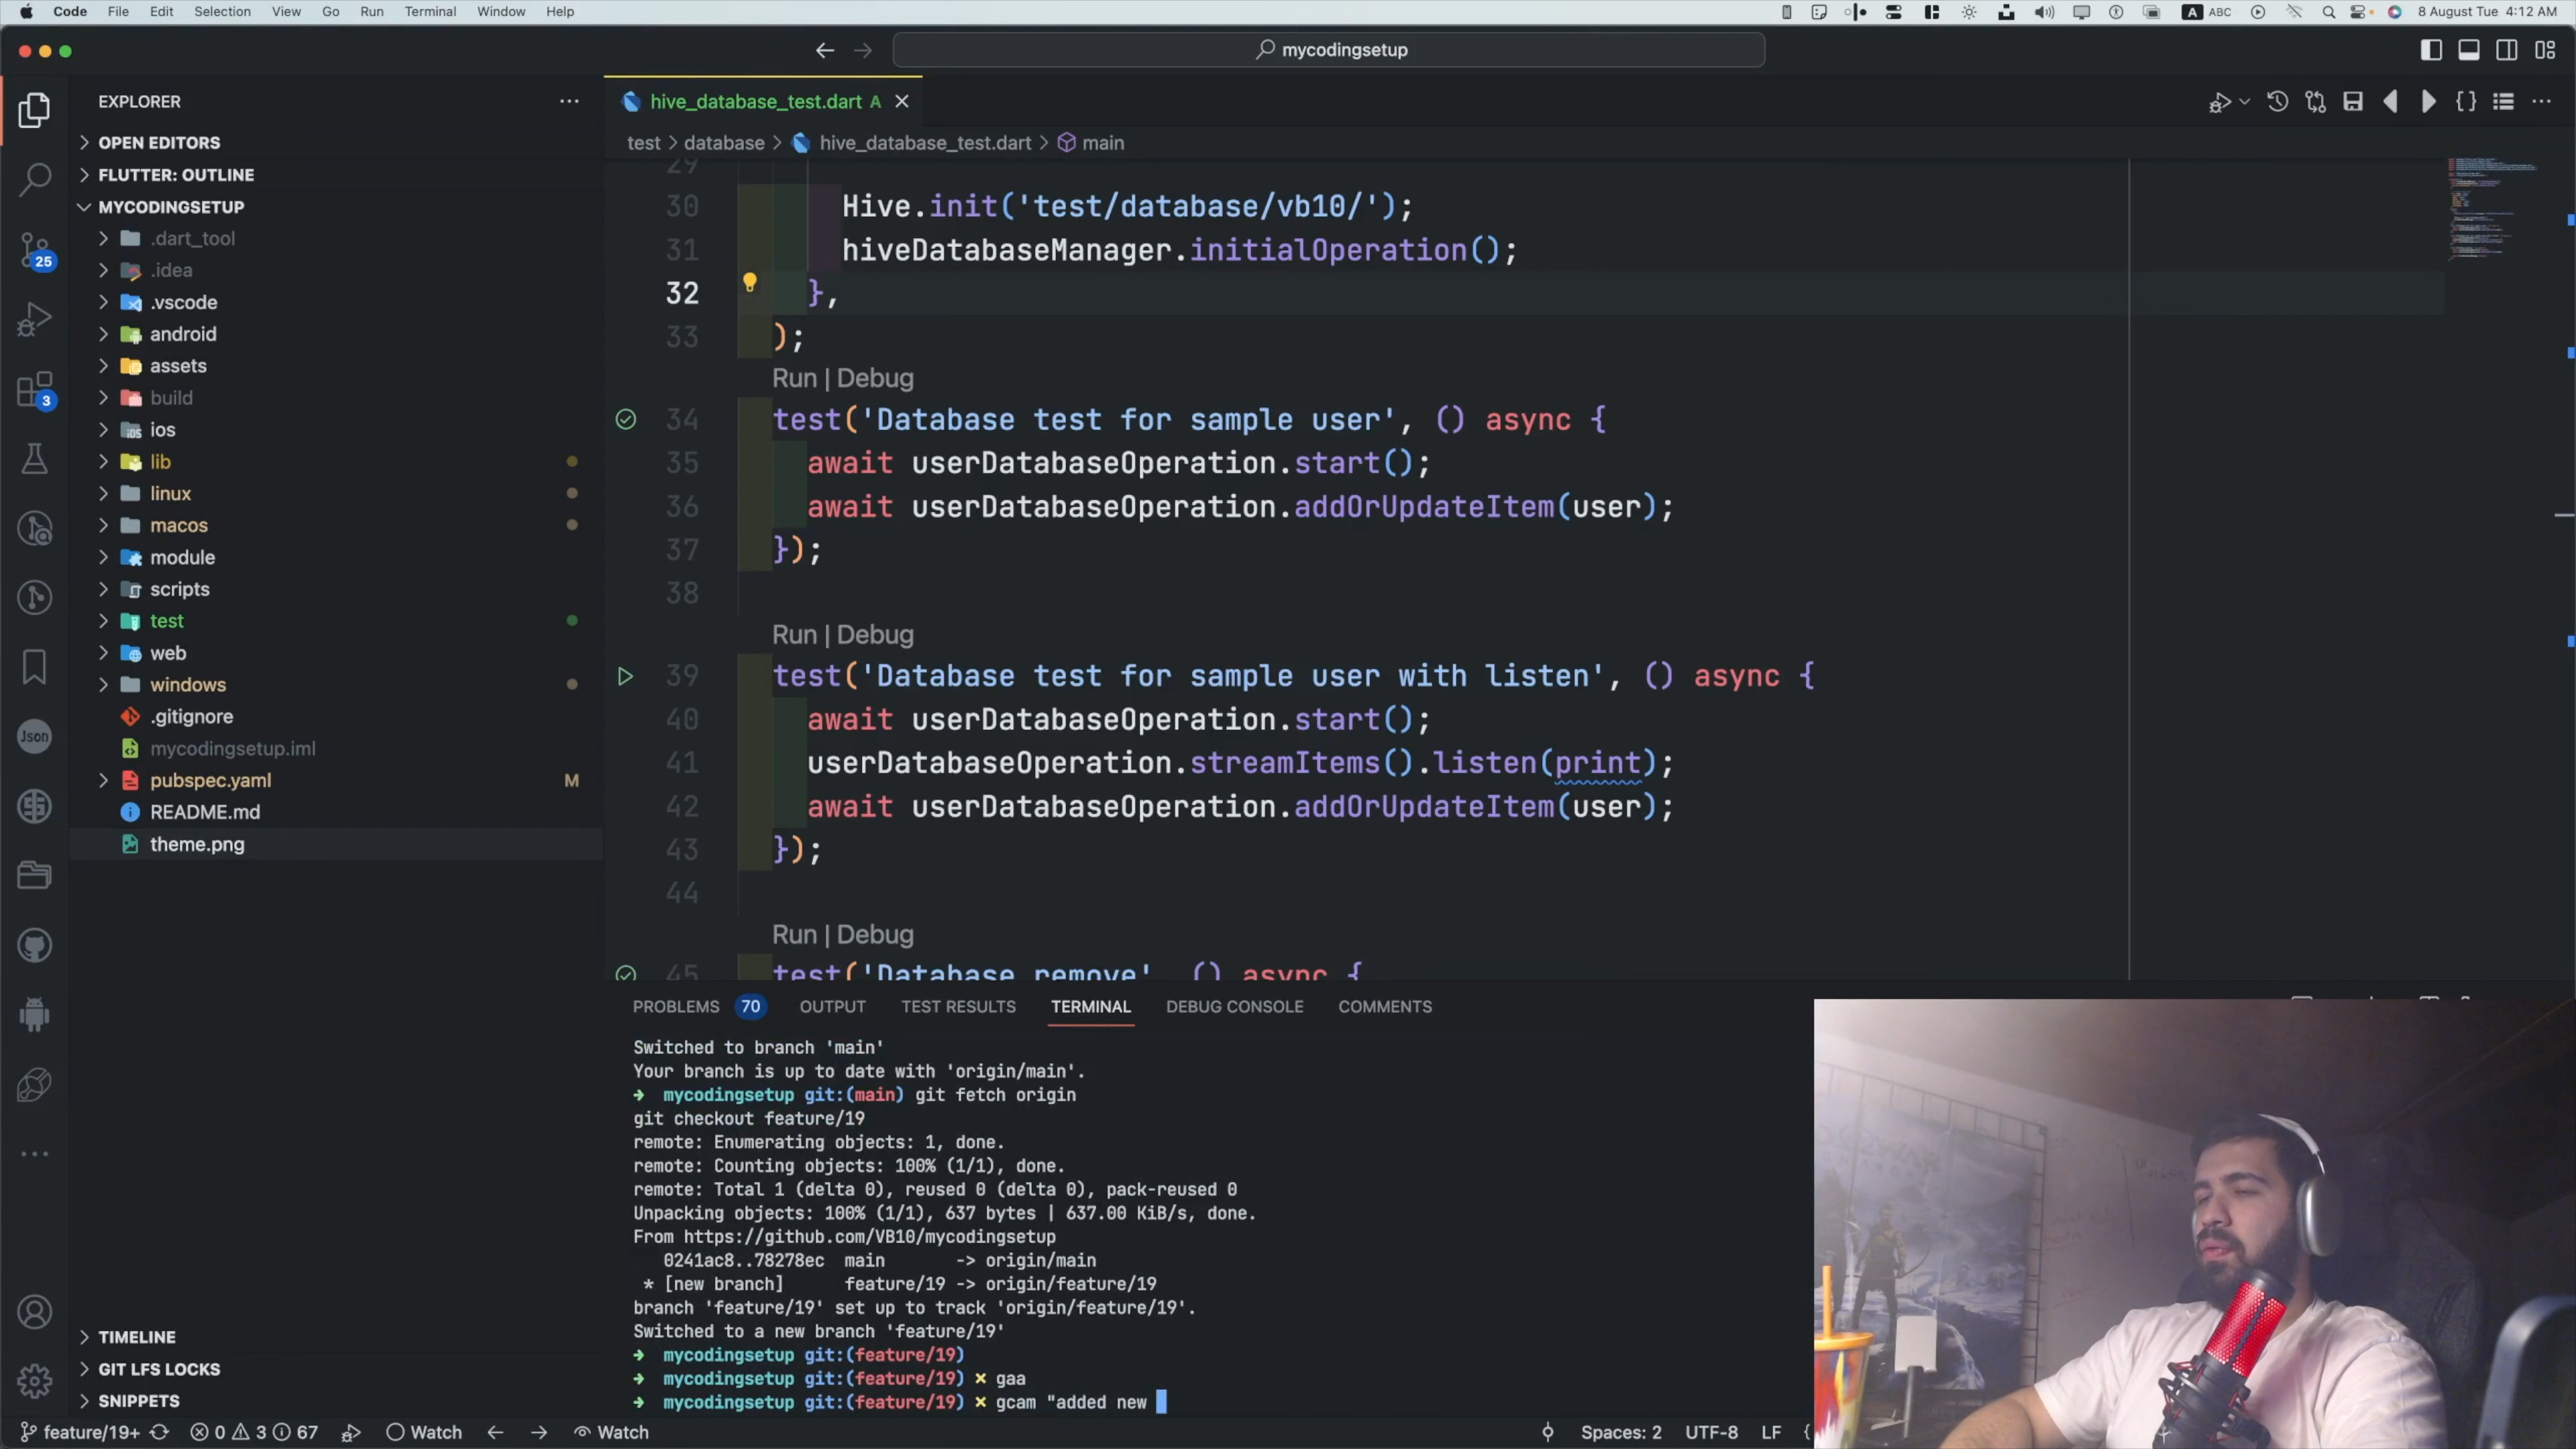 Code File Edit Selection View Go Run Terminal Window Help
A ABC 8 August Tue 4:12 AM
mycodingsetup
EXPLORER
OPEN EDITORS
FLUTTER: OUTLINE
MYCODINGSETUP
.dart_tool
.idea
.vscode
android
assets
build
ios
lib
linux
macos
module
scripts
test
web
windows
.gitignore
mycodingsetup.iml
pubspec.yaml M
README.md
theme.png
TIMELINE
GIT LFS LOCKS
SNIPPETS
25
3
Json
hive_database_test.dart A
test > database > hive_database_test.dart > main
29
30 Hive.init('test/database/vb10/');
31 hiveDatabaseManager.initialOperation();
32 },
33 );
Run | Debug
34 test('Database test for sample user', () async {
35 await userDatabaseOperation.start();
36 await userDatabaseOperation.addOrUpdateItem(user);
37 });
38
Run | Debug
39 test('Database test for sample user with listen', () async {
40 await userDatabaseOperation.start();
41 userDatabaseOperation.streamItems().listen(print);
42 await userDatabaseOperation.addOrUpdateItem(user);
43 });
44
Run | Debug
45 test('Database remove', () async {
PROBLEMS 70 OUTPUT TEST RESULTS TERMINAL DEBUG CONSOLE COMMENTS
Switched to branch 'main'
Your branch is up to date with 'origin/main'.
➜ mycodingsetup git:(main) git fetch origin
git checkout feature/19
remote: Enumerating objects: 1, done.
remote: Counting objects: 100% (1/1), done.
remote: Total 1 (delta 0), reused 0 (delta 0), pack-reused 0
Unpacking objects: 100% (1/1), 637 bytes | 637.00 KiB/s, done.
From https://github.com/VB10/mycodingsetup
0241ac8..78278ec main -> origin/main
* [new branch] feature/19 -> origin/feature/19
branch 'feature/19' set up to track 'origin/feature/19'.
Switched to a new branch 'feature/19'
➜ mycodingsetup git:(feature/19)
➜ mycodingsetup git:(feature/19) ✗ gaa
➜ mycodingsetup git:(feature/19) ✗ gcam "added new
feature/19+ 0 3 67 Watch Watch Spaces: 2 UTF-8 LF {